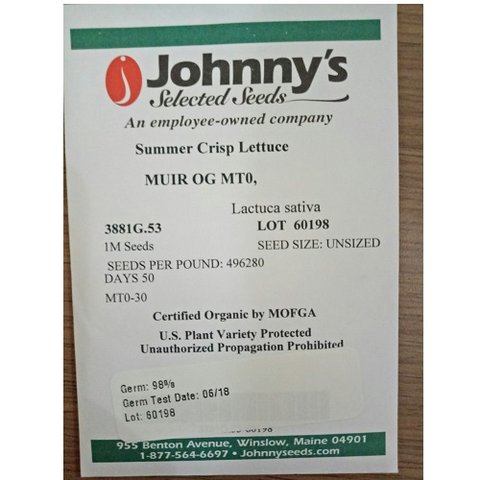 Johnny's
Selected Seeds
An employee-owned company
Summer Crisp Lettuce
MUIR OG MT0,
Lactuca sativa
3881G.53 LOT 60198
1M Seeds SEED SIZE: UNSIZED
SEEDS PER POUND: 496280
DAYS 50
MT0-30
Certified Organic by MOFGA
U.S. Plant Variety Protected
Unauthorized Propagation Prohibited
Germ: 98%
Germ Test Date: 06/18
Lot: 60198
955 Benton Avenue, Winslow, Maine 04901
1-877-564-6697 • Johnnyseeds.com